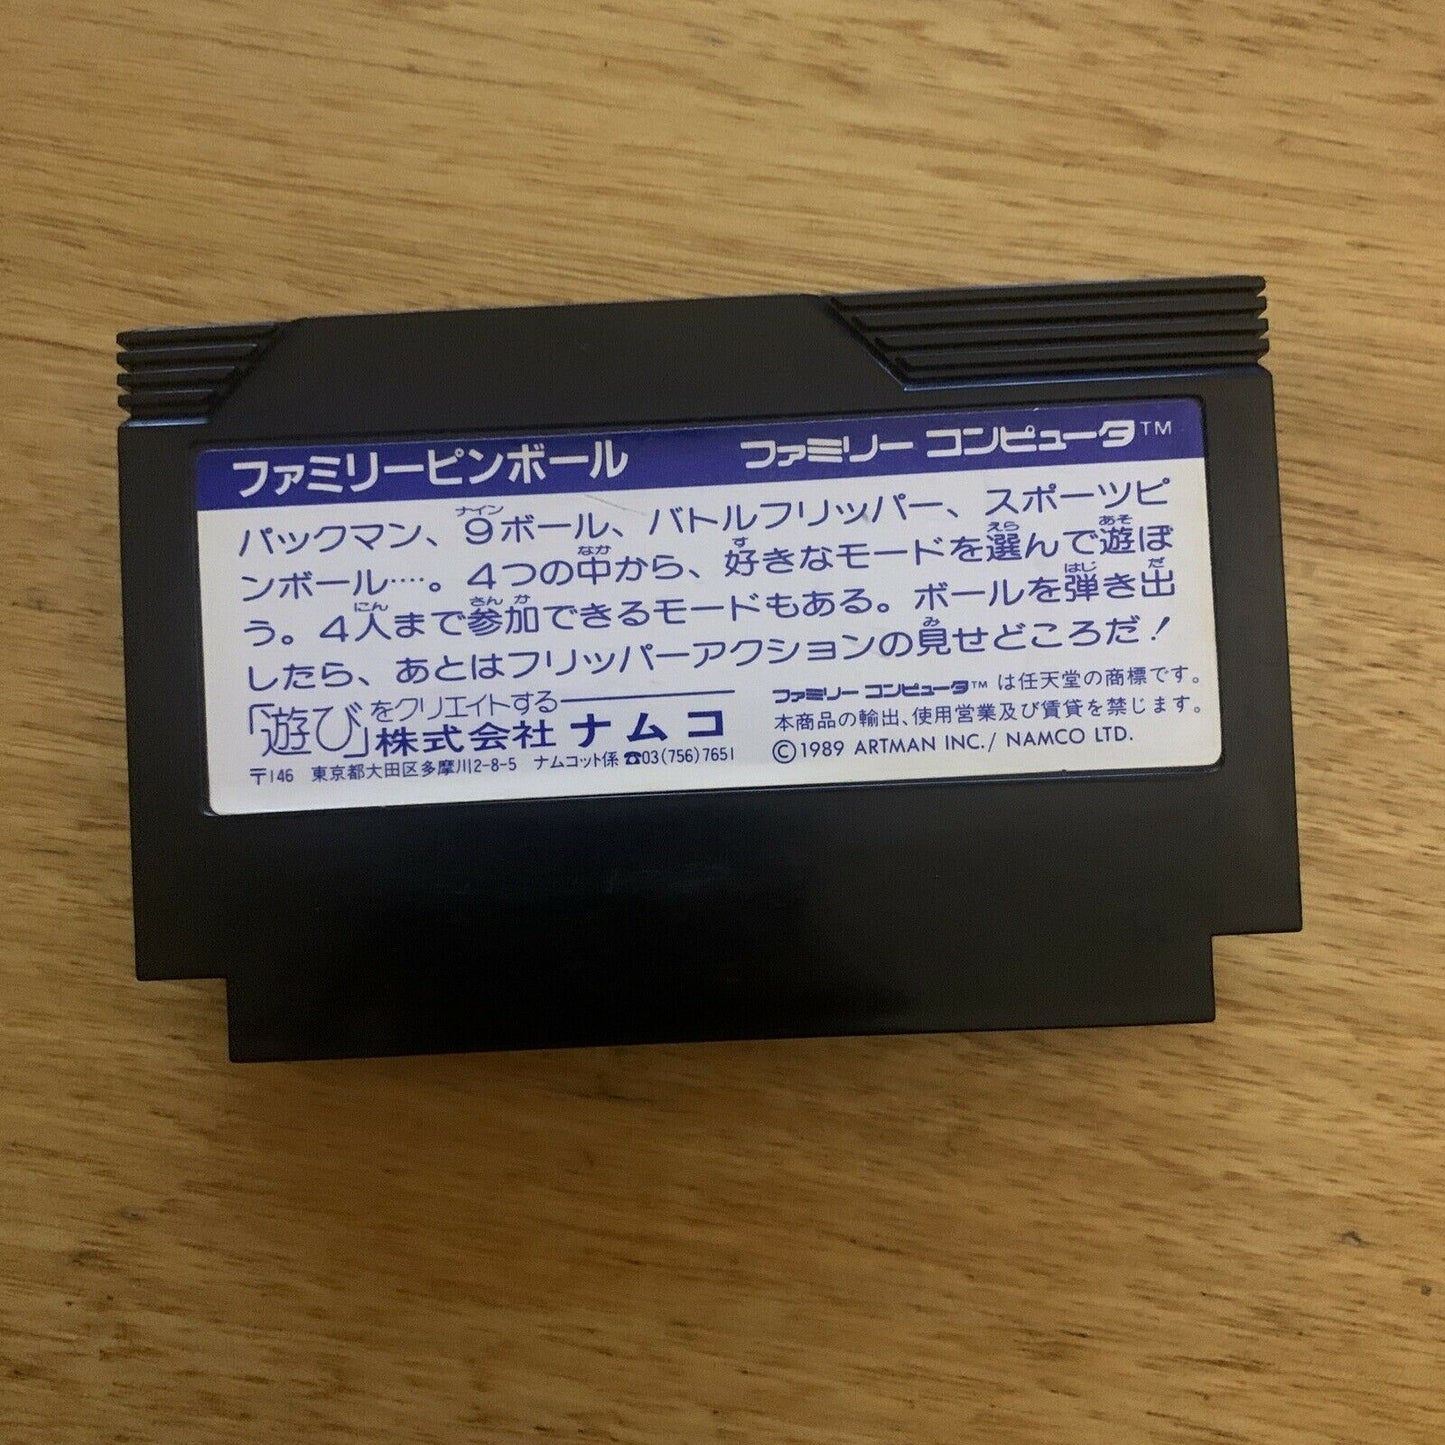 ファミリーピンボール ファミリー コンピュータ™
パックマン、9ボール、バトルフリッパー、スポーツピ
ナイン
ンボール‥‥。4つの中から、好きなモードを選んで遊ぼ
なか す えら あそ
う。4人まで参加できるモードもある。ボールを弾き出
にん さん か はじ だ
したら、あとはフリッパーアクションの見せどころだ!
み
「遊び」をクリエイトする
株式会社 ナムコ
〒146 東京都大田区多摩川2-8-5 ナムコット係 ☎03(756)7651
ファミリー コンピュータ™ は任天堂の商標です。
本商品の輸出、使用営業及び賃貸を禁じます。
©1989 ARTMAN INC./ NAMCO LTD.